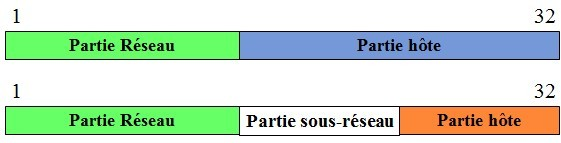 1 32
Partie Réseau Partie hôte
1 32
Partie Réseau Partie sous-réseau Partie hôte